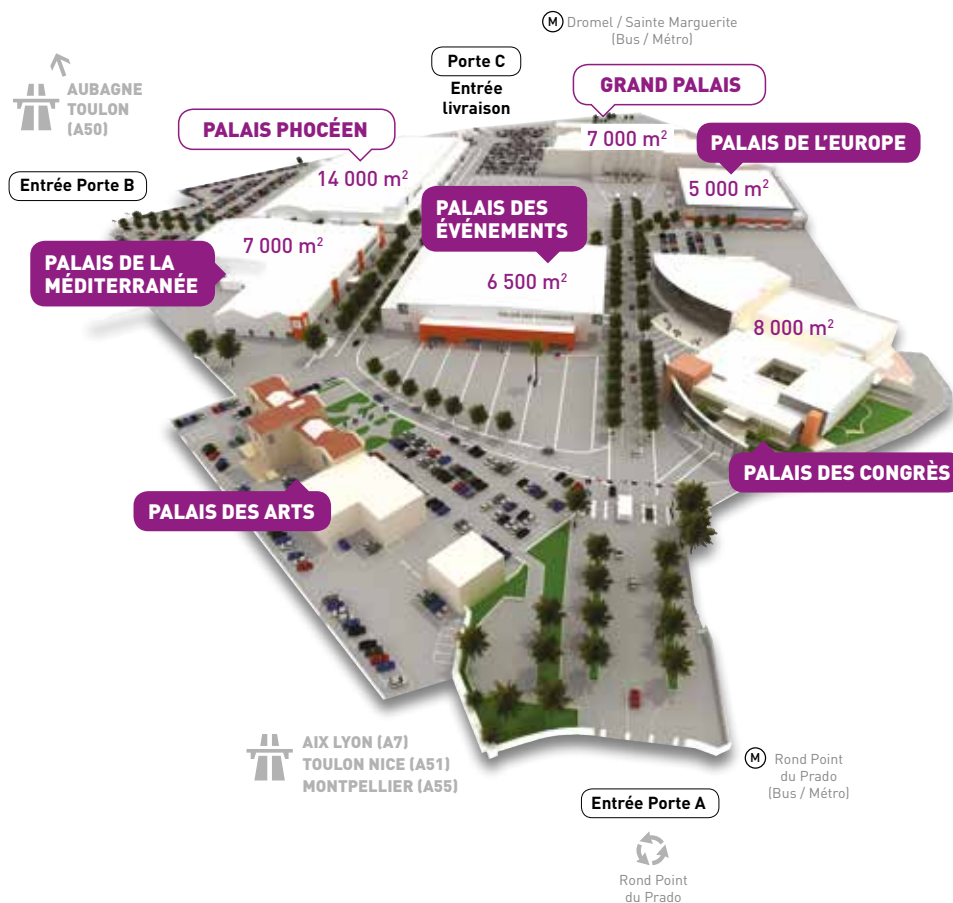 M Dromel / Sainte Marguerite
(Bus / Métro)
Porte C
Entrée
livraison
AUBAGNE
TOULON
(A50)
GRAND PALAIS
7 000 m²
PALAIS PHOCÉEN
14 000 m²
PALAIS DE L'EUROPE
5 000 m²
Entrée Porte B
PALAIS DES
ÉVÉNEMENTS
6 500 m²
7 000 m²
PALAIS DE LA
MÉDITERRANÉE
8 000 m²
PALAIS DES CONGRÈS
PALAIS DES ARTS
AIX LYON (A7)
TOULON NICE (A51)
MONTPELLIER (A55)
M Rond Point
du Prado
(Bus / Métro)
Entrée Porte A
Rond Point
du Prado